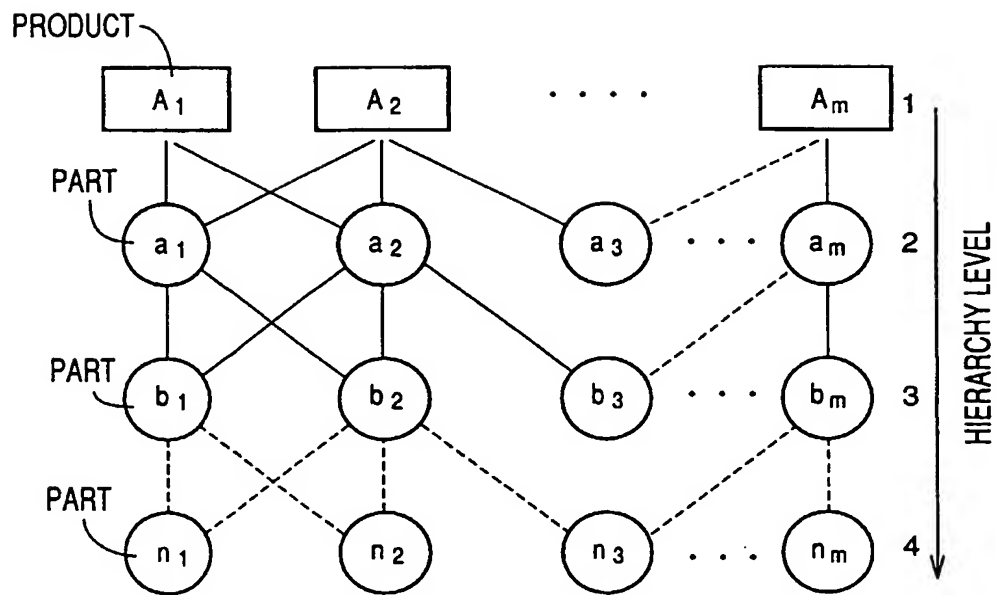 PRODUCT
A1 A2 . . . . Am 1
PART
a1 a2 a3 . . . am 2
PART
b1 b2 b3 . . . bm 3
PART
n1 n2 n3 . . . nm 4
HIERARCHY LEVEL